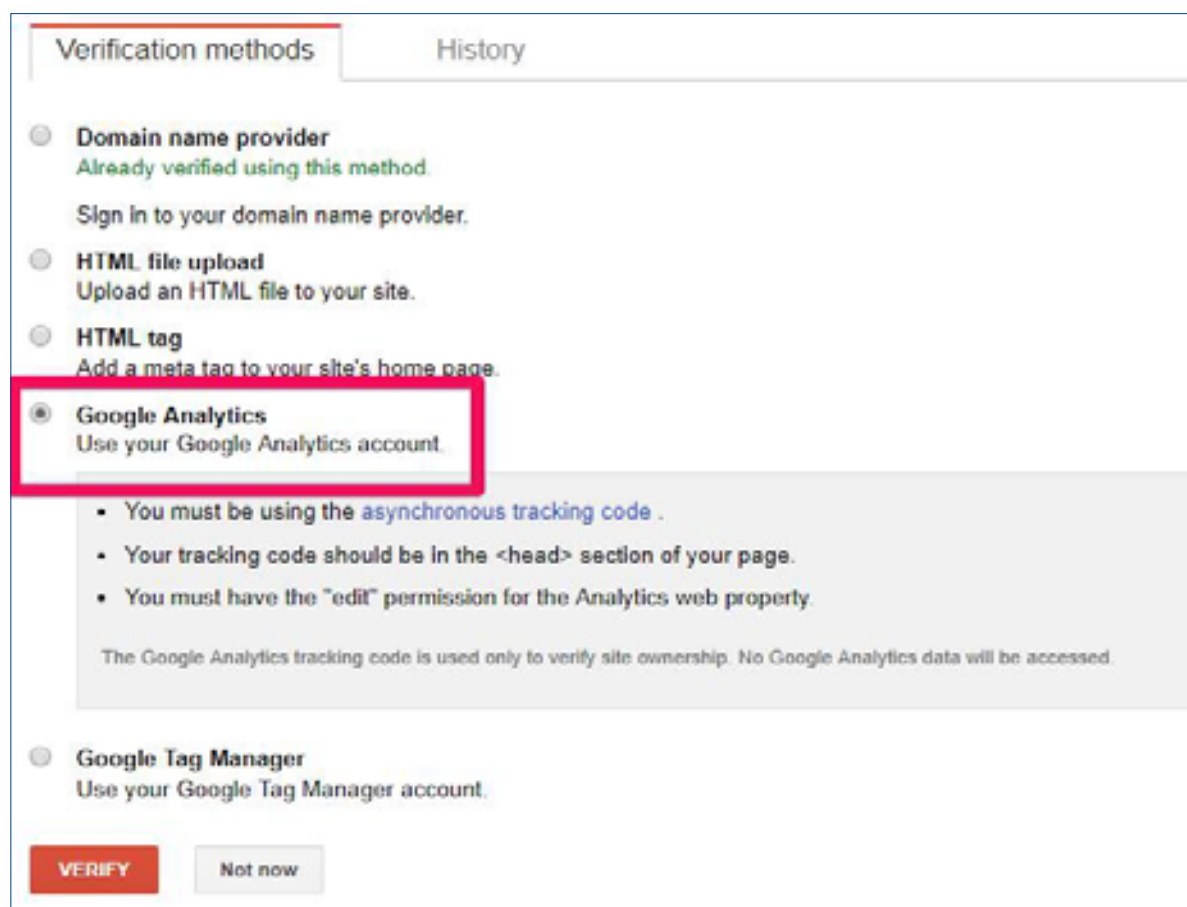 Verification methods
History
Domain name provider
Already verified using this method.
Sign in to your domain name provider.
HTML file upload
Upload an HTML file to your site.
HTML tag
Add a meta tag to your site's home page.
Google Analytics
Use your Google Analytics account.
You must be using the asynchronous tracking code .
Your tracking code should be in the <head> section of your page.
You must have the "edit" permission for the Analytics web property.
The Google Analytics tracking code is used only to verify site ownership. No Google Analytics data will be accessed.
Google Tag Manager
Use your Google Tag Manager account.
VERIFY
Not now